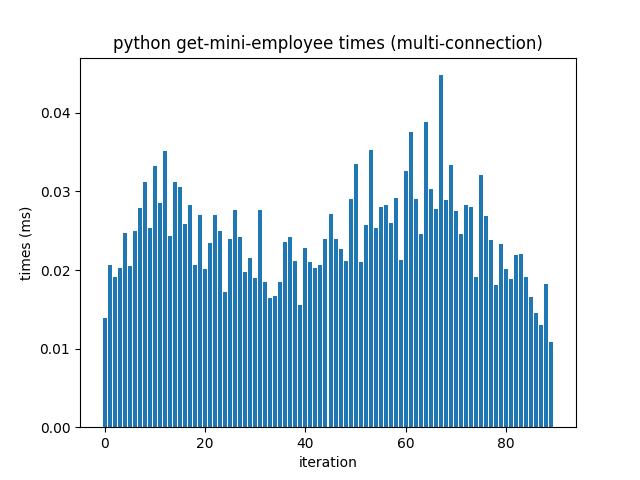 python get-mini-employee times (multi-connection)
times (ms)
0.04
0.03
0.02
0.01
0.00
0 20 40 60 80
iteration